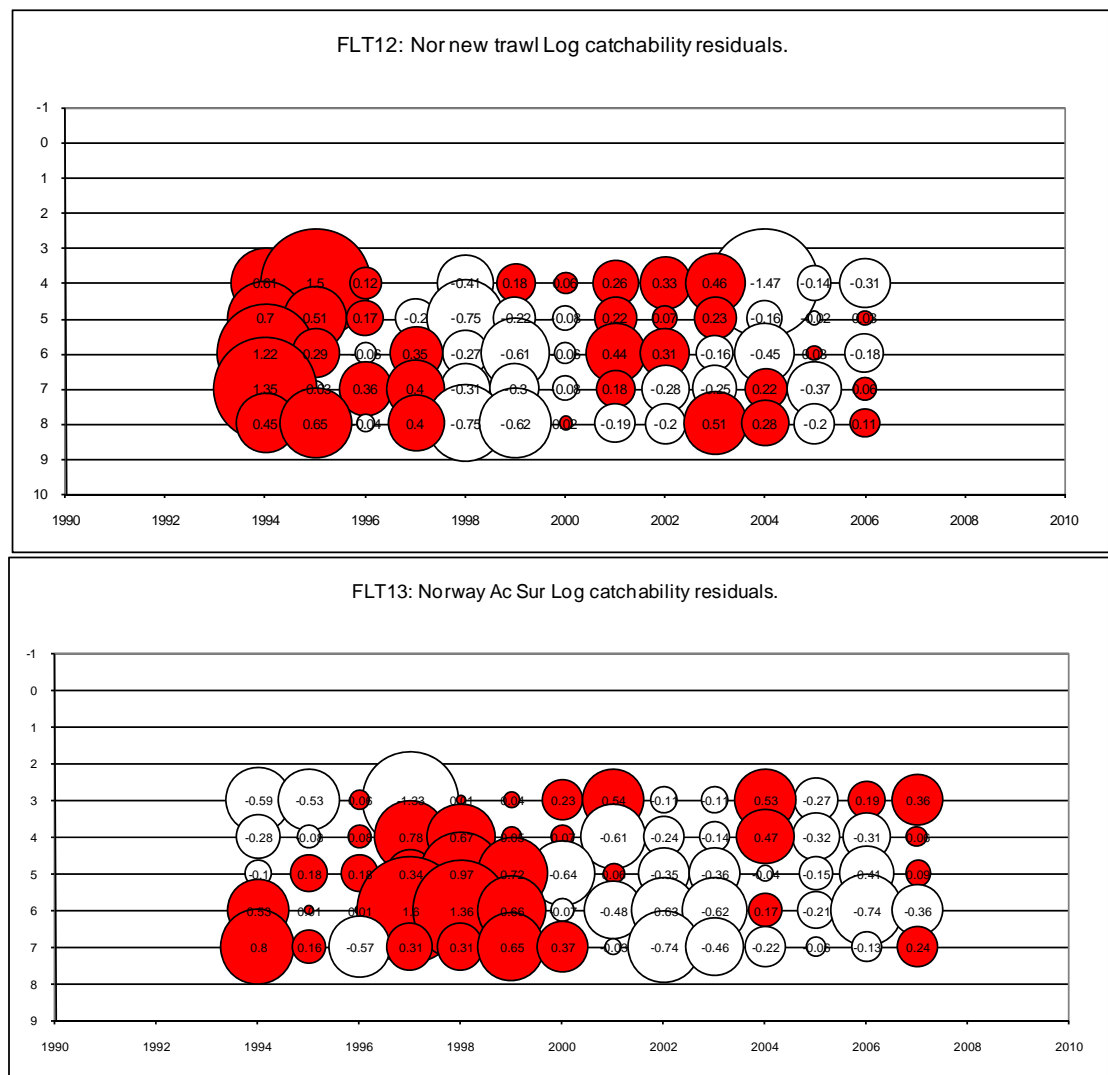 FLT12: Nor new trawl Log catchability residuals.
-1
0
1
2
3
4 0.61 1.5 0.12 -0.41 0.18 0.06 0.26 0.33 0.46 -1.47 -0.14 -0.31
5 0.7 0.51 0.17 -0.2 -0.75 -0.22 -0.08 0.22 0.07 0.23 -0.16 -0.02 0.03
6 1.22 0.29 -0.06 0.35 -0.27 -0.61 -0.06 0.44 0.31 -0.16 -0.45 0.03 -0.18
7 1.35 -0.03 0.36 0.4 -0.31 -0.3 -0.08 0.18 -0.28 -0.25 0.22 -0.37 0.06
8 0.45 0.65 -0.04 0.4 -0.75 -0.62 0.02 -0.19 -0.2 0.51 0.28 -0.2 0.11
9
10
1990 1992 1994 1996 1998 2000 2002 2004 2006 2008 2010
FLT13: Norway Ac Sur Log catchability residuals.
-1
0
1
2
3 -0.59 -0.53 0.06 -1.33 0.01 0.04 0.23 0.54 -0.11 -0.11 0.53 -0.27 0.19 0.36
4 -0.28 -0.08 0.08 0.78 0.67 0.05 0.07 -0.61 -0.24 -0.14 0.47 -0.32 -0.31 0.06
5 -0.1 0.18 0.18 0.34 0.97 0.72 -0.64 0.06 -0.35 -0.36 -0.04 -0.15 -0.41 0.09
6 0.53 0.01 0.01 1.6 1.36 0.66 -0.07 -0.48 -0.63 -0.62 0.17 -0.21 -0.74 -0.36
7 0.8 0.16 -0.57 0.31 0.31 0.65 0.37 -0.03 -0.74 -0.46 -0.22 -0.06 -0.13 0.24
8
9
1990 1992 1994 1996 1998 2000 2002 2004 2006 2008 2010